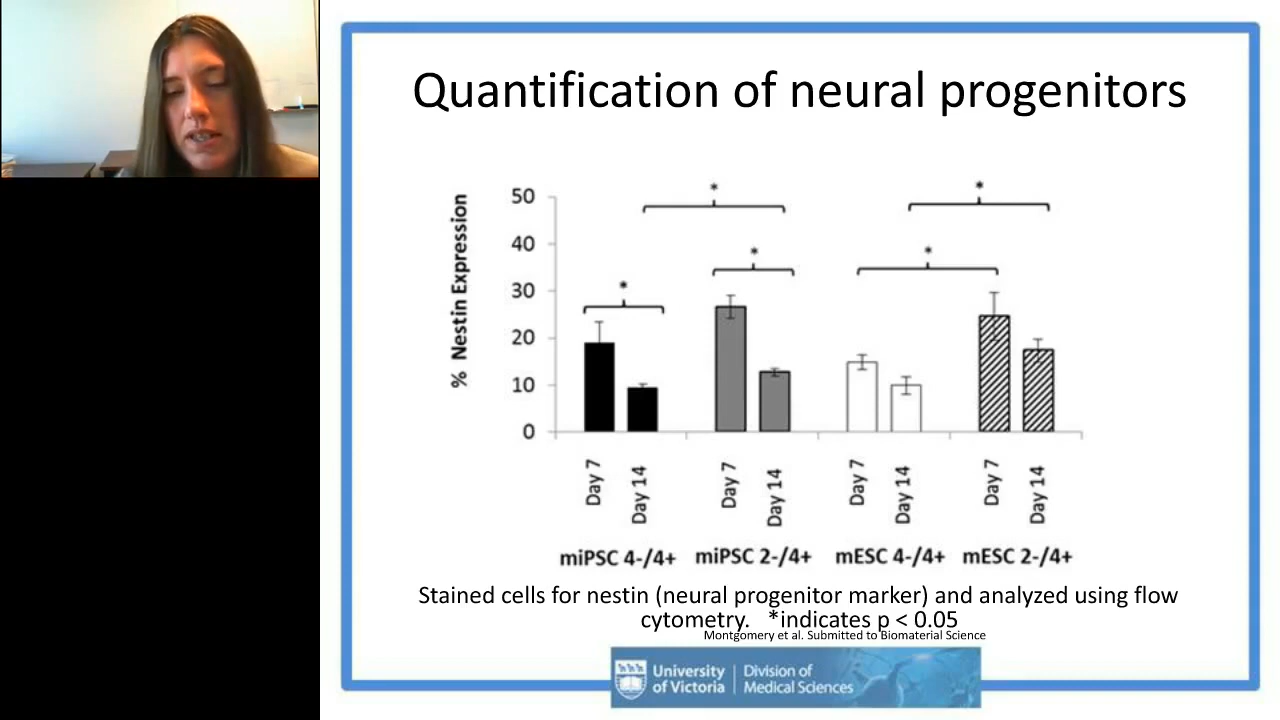 Quantification of neural progenitors
% Nestin Expression
50
40
30
20
10
0
*
*
*
*
*
Day 7
Day 14
Day 7
Day 14
Day 7
Day 14
Day 7
Day 14
miPSC 4-/4+
miPSC 2-/4+
mESC 4-/4+
mESC 2-/4+
Stained cells for nestin (neural progenitor marker) and analyzed using flow
cytometry. *indicates p < 0.05
Montgomery et al. Submitted to Biomaterial Science
University
of Victoria
Division of
Medical Sciences